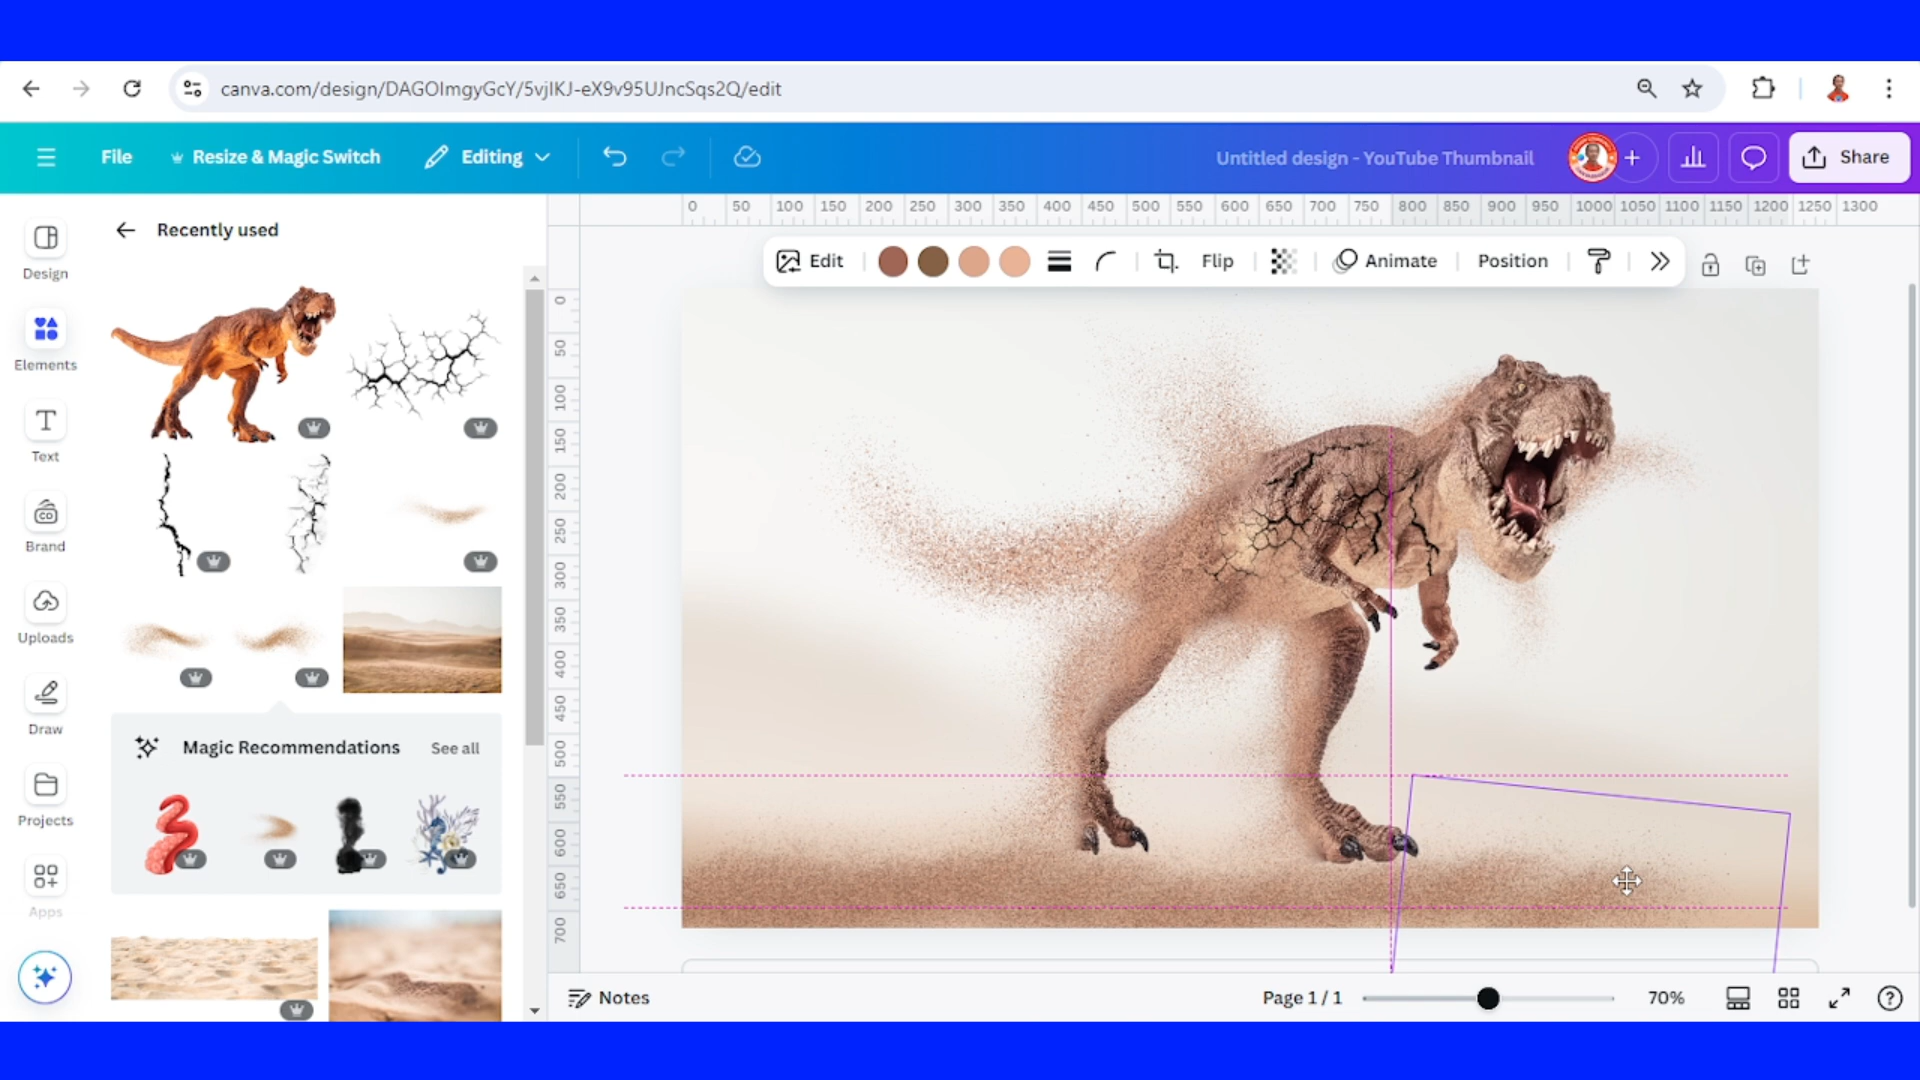 canva.com/design/DAGOImgyGcY/5vjlKJ-eX9v95UJncSqs2Q/edit
File Resize & Magic Switch Editing Untitled design - YouTube Thumbnail + Share
0 50 100 150 200 250 300 350 400 450 500 550 600 650 700 750 800 850 900 950 1000 1050 1100 1150 1200 1250 1300
Recently used
Design
Edit Flip Animate Position
Elements
Text
Brand
Uploads
Draw
Projects
Apps
Magic Recommendations See all
0
50
100
150
200
250
300
350
400
450
500
550
600
650
700
Notes Page 1 / 1 70%